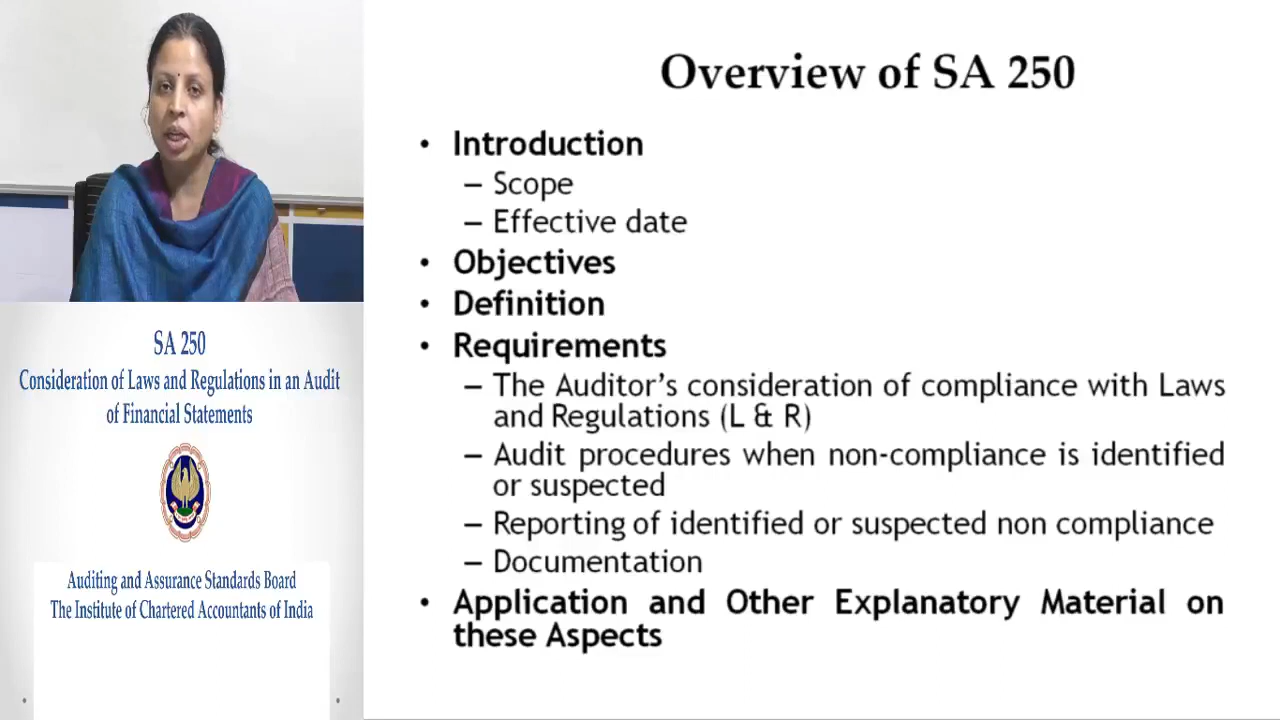 Overview of SA 250
• Introduction
– Scope
– Effective date
• Objectives
• Definition
• Requirements
– The Auditor's consideration of compliance with Laws
and Regulations (L & R)
– Audit procedures when non-compliance is identified
or suspected
– Reporting of identified or suspected non compliance
– Documentation
• Application and Other Explanatory Material on
these Aspects
SA 250
Consideration of Laws and Regulations in an Audit
of Financial Statements
Auditing and Assurance Standards Board
The Institute of Chartered Accountants of India